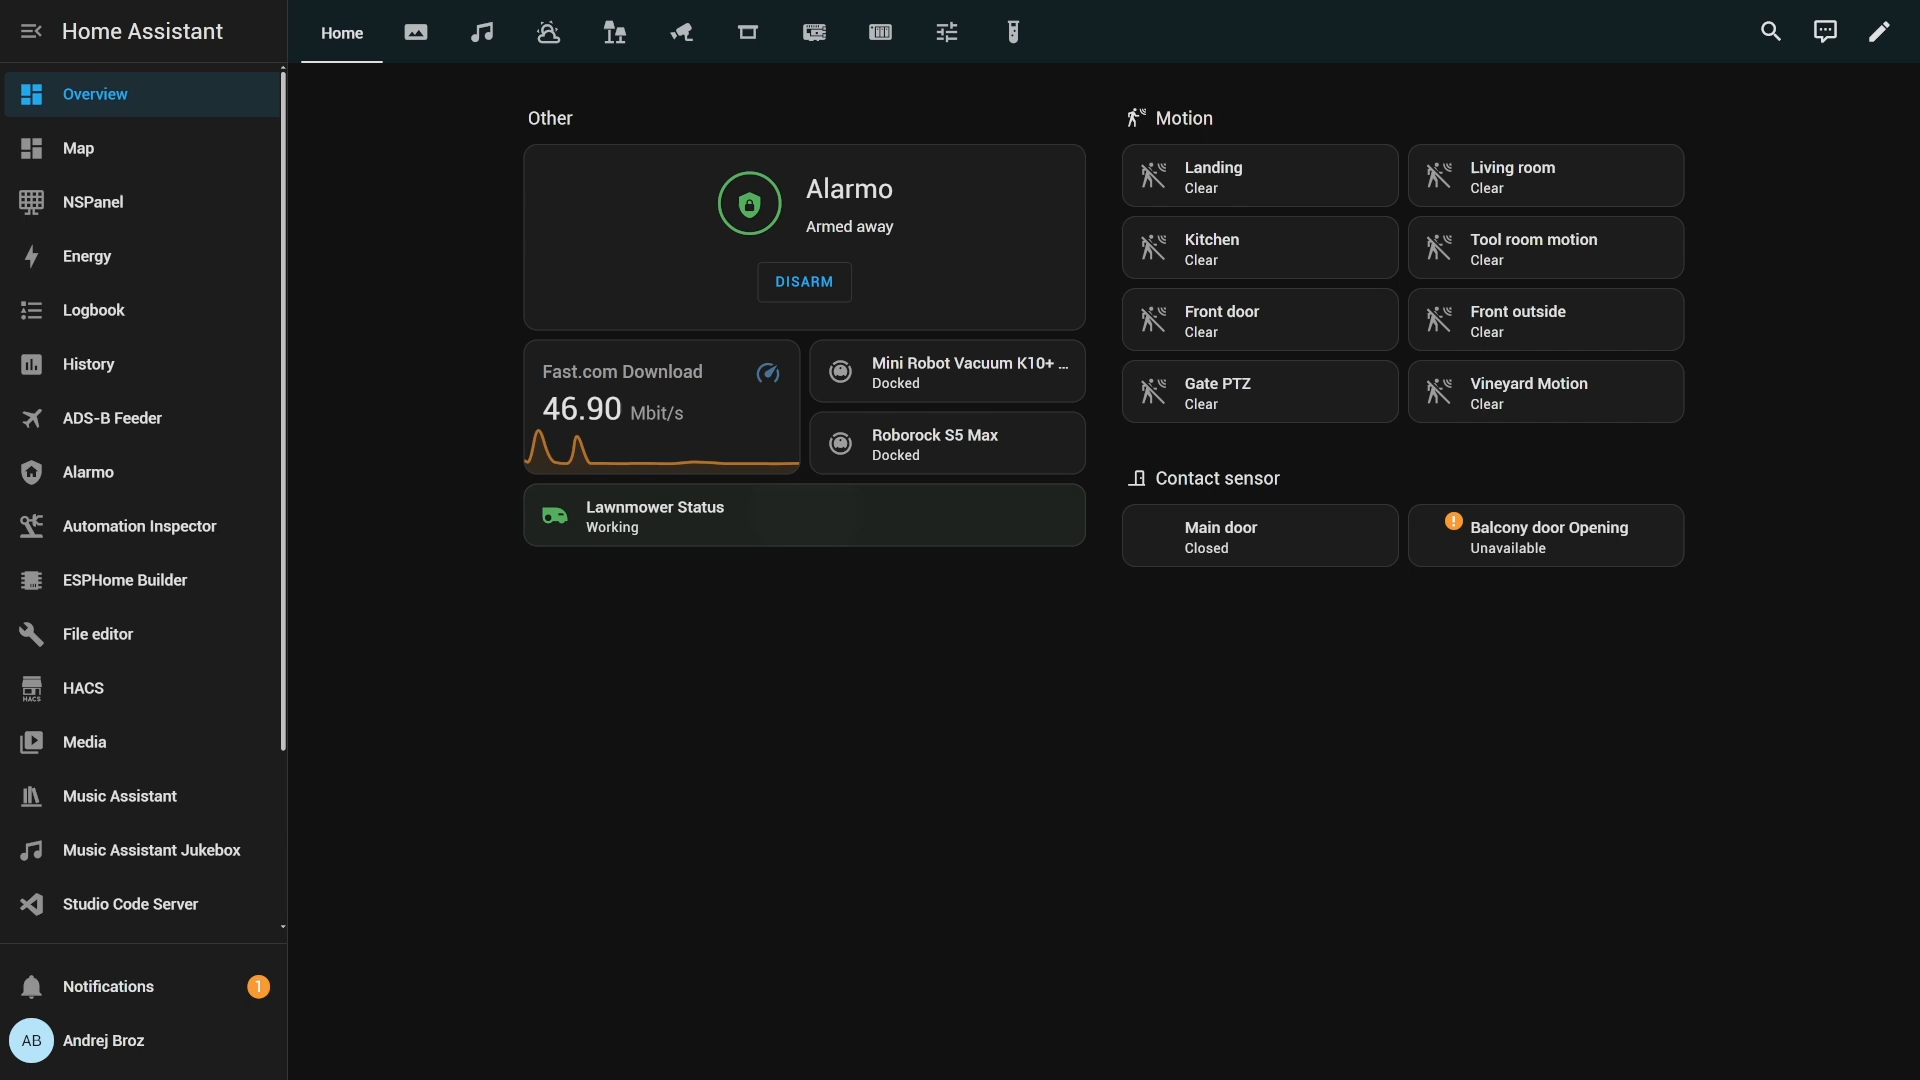 Home Assistant
Home
Overview
Map
NSPanel
Energy
Logbook
History
ADS-B Feeder
Alarmo
Automation Inspector
ESPHome Builder
File editor
HACS
HACS
Media
Music Assistant
Music Assistant Jukebox
Studio Code Server
Notifications
1
AB
Andrej Broz
Other
Alarmo
Armed away
DISARM
Fast.com Download
46.90 Mbit/s
Mini Robot Vacuum K10+ ...
Docked
Roborock S5 Max
Docked
Lawnmower Status
Working
Motion
Landing
Clear
Living room
Clear
Kitchen
Clear
Tool room motion
Clear
Front door
Clear
Front outside
Clear
Gate PTZ
Clear
Vineyard Motion
Clear
Contact sensor
Main door
Closed
Balcony door Opening
Unavailable